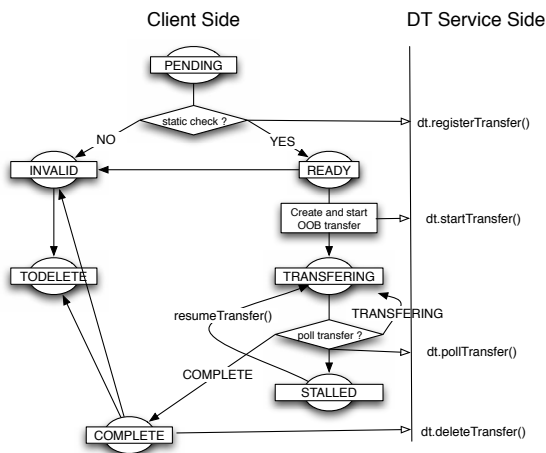 Client Side
DT Service Side
PENDING
static check ?
dt.registerTransfer()
NO
YES
INVALID
READY
Create and start
OOB transfer
dt.startTransfer()
TODELETE
TRANSFERING
resumeTransfer()
TRANSFERING
poll transfer ?
dt.pollTransfer()
COMPLETE
STALLED
COMPLETE
dt.deleteTransfer()